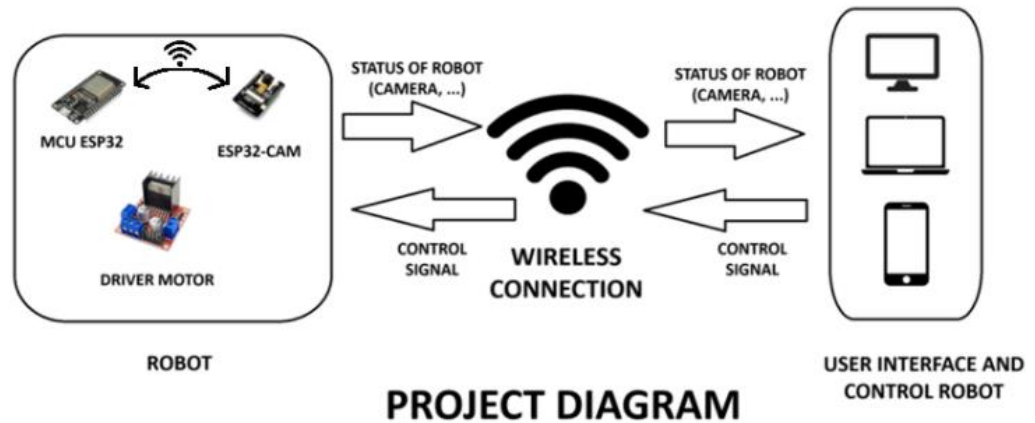 MCU ESP32
ESP32-CAM
DRIVER MOTOR
ROBOT
STATUS OF ROBOT
(CAMERA, ...)
CONTROL
SIGNAL
WIRELESS
CONNECTION
STATUS OF ROBOT
(CAMERA, ...)
CONTROL
SIGNAL
USER INTERFACE AND
CONTROL ROBOT
PROJECT DIAGRAM